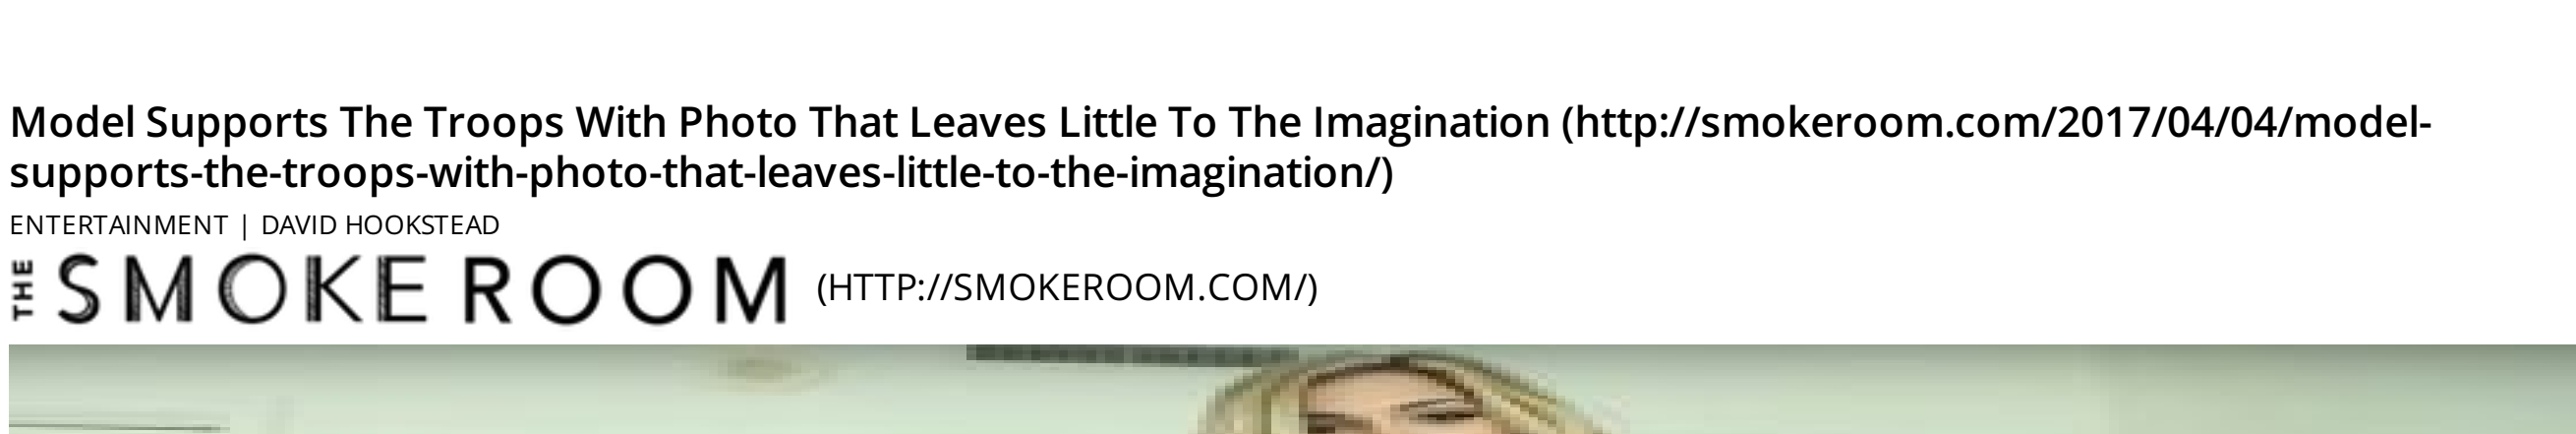 Model Supports The Troops With Photo That Leaves Little To The Imagination (http://smokeroom.com/2017/04/04/model-
supports-the-troops-with-photo-that-leaves-little-to-the-imagination/)
ENTERTAINMENT | DAVID HOOKSTEAD
THE SMOKE ROOM (HTTP://SMOKEROOM.COM/)